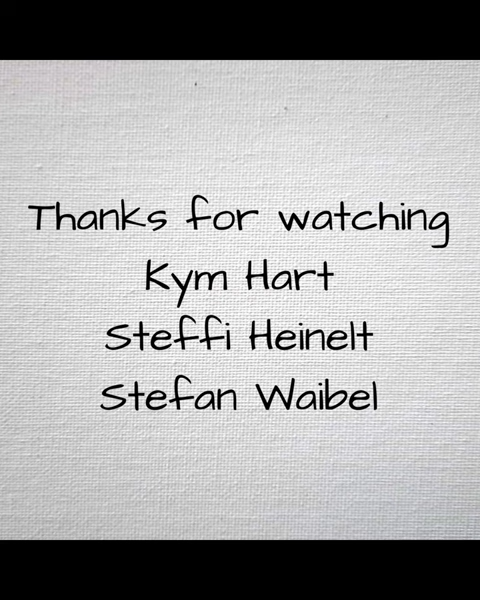 Thanks for watching
Kym Hart
Steffi Heinelt
Stefan Waibel